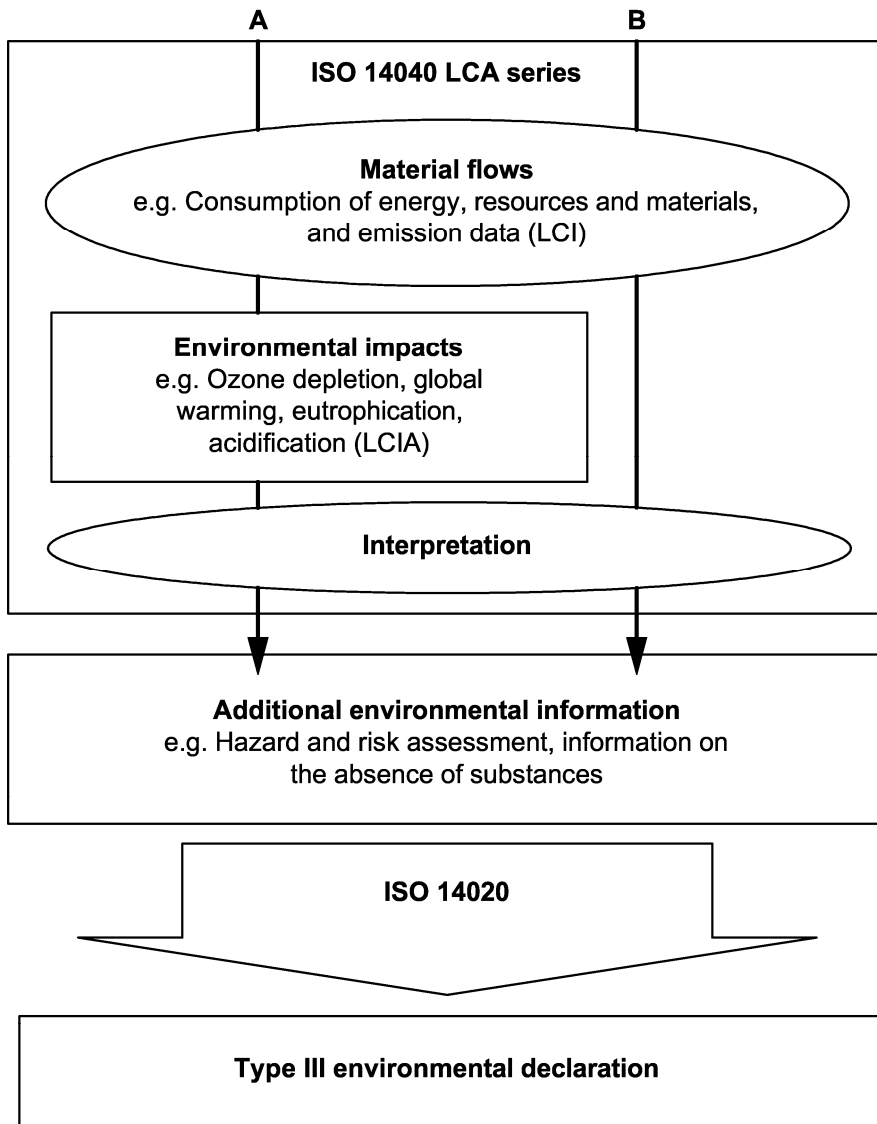 A B
ISO 14040 LCA series
Material flows
e.g. Consumption of energy, resources and materials,
and emission data (LCI)
Environmental impacts
e.g. Ozone depletion, global
warming, eutrophication,
acidification (LCIA)
Interpretation
Additional environmental information
e.g. Hazard and risk assessment, information on
the absence of substances
ISO 14020
Type III environmental declaration